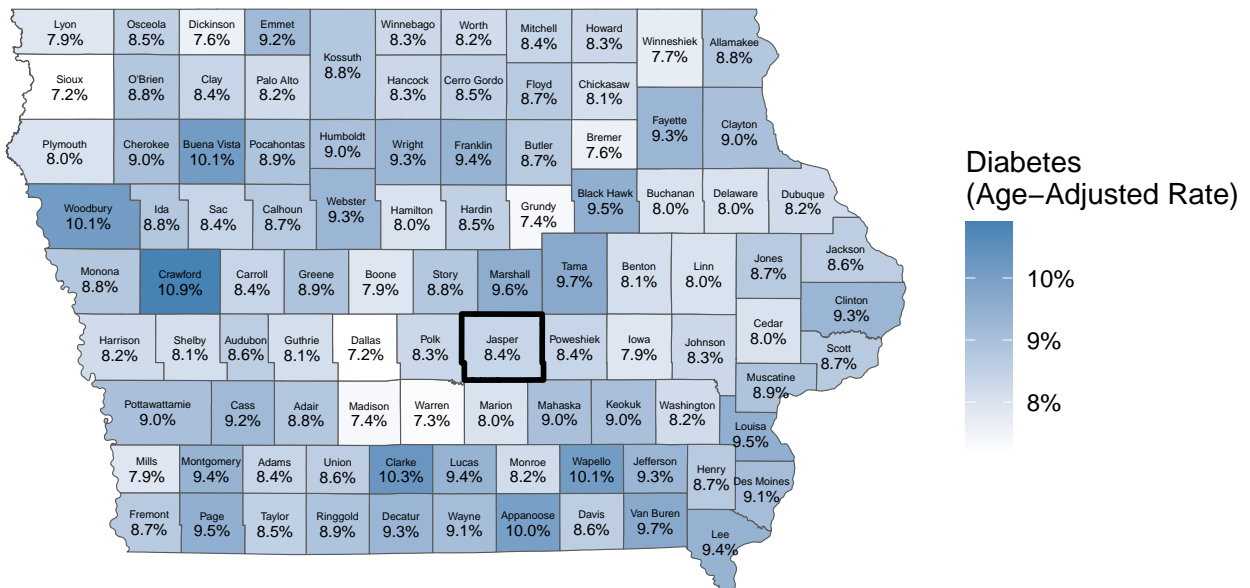 Lyon
7.9%
Osceola
8.5%
Dickinson
7.6%
Emmet
9.2%
Kossuth
8.8%
Winnebago
8.3%
Worth
8.2%
Mitchell
8.4%
Howard
8.3%
Winneshiek
7.7%
Allamakee
8.8%
Sioux
7.2%
O'Brien
8.8%
Clay
8.4%
Palo Alto
8.2%
Hancock
8.3%
Cerro Gordo
8.5%
Floyd
8.7%
Chickasaw
8.1%
Plymouth
8.0%
Cherokee
9.0%
Buena Vista
10.1%
Pocahontas
8.9%
Humboldt
9.0%
Wright
9.3%
Franklin
9.4%
Butler
8.7%
Bremer
7.6%
Fayette
9.3%
Clayton
9.0%
Woodbury
10.1%
Ida
8.8%
Sac
8.4%
Calhoun
8.7%
Webster
9.3%
Hamilton
8.0%
Hardin
8.5%
Grundy
7.4%
Black Hawk
9.5%
Buchanan
8.0%
Delaware
8.0%
Dubuque
8.2%
Monona
8.8%
Crawford
10.9%
Carroll
8.4%
Greene
8.9%
Boone
7.9%
Story
8.8%
Marshall
9.6%
Tama
9.7%
Benton
8.1%
Linn
8.0%
Jones
8.7%
Jackson
8.6%
Clinton
9.3%
Harrison
8.2%
Shelby
8.1%
Audubon
8.6%
Guthrie
8.1%
Dallas
7.2%
Polk
8.3%
Jasper
8.4%
Poweshiek
8.4%
Iowa
7.9%
Johnson
8.3%
Cedar
8.0%
Scott
8.7%
Muscatine
8.9%
Pottawattamie
9.0%
Cass
9.2%
Adair
8.8%
Madison
7.4%
Warren
7.3%
Marion
8.0%
Mahaska
9.0%
Keokuk
9.0%
Washington
8.2%
Louisa
9.5%
Mills
7.9%
Montgomery
9.4%
Adams
8.4%
Union
8.6%
Clarke
10.3%
Lucas
9.4%
Monroe
8.2%
Wapello
10.1%
Jefferson
9.3%
Henry
8.7%
Des Moines
9.1%
Fremont
8.7%
Page
9.5%
Taylor
8.5%
Ringgold
8.9%
Decatur
9.3%
Wayne
9.1%
Appanoose
10.0%
Davis
8.6%
Van Buren
9.7%
Lee
9.4%
Diabetes
(Age−Adjusted Rate)
10%
9%
8%